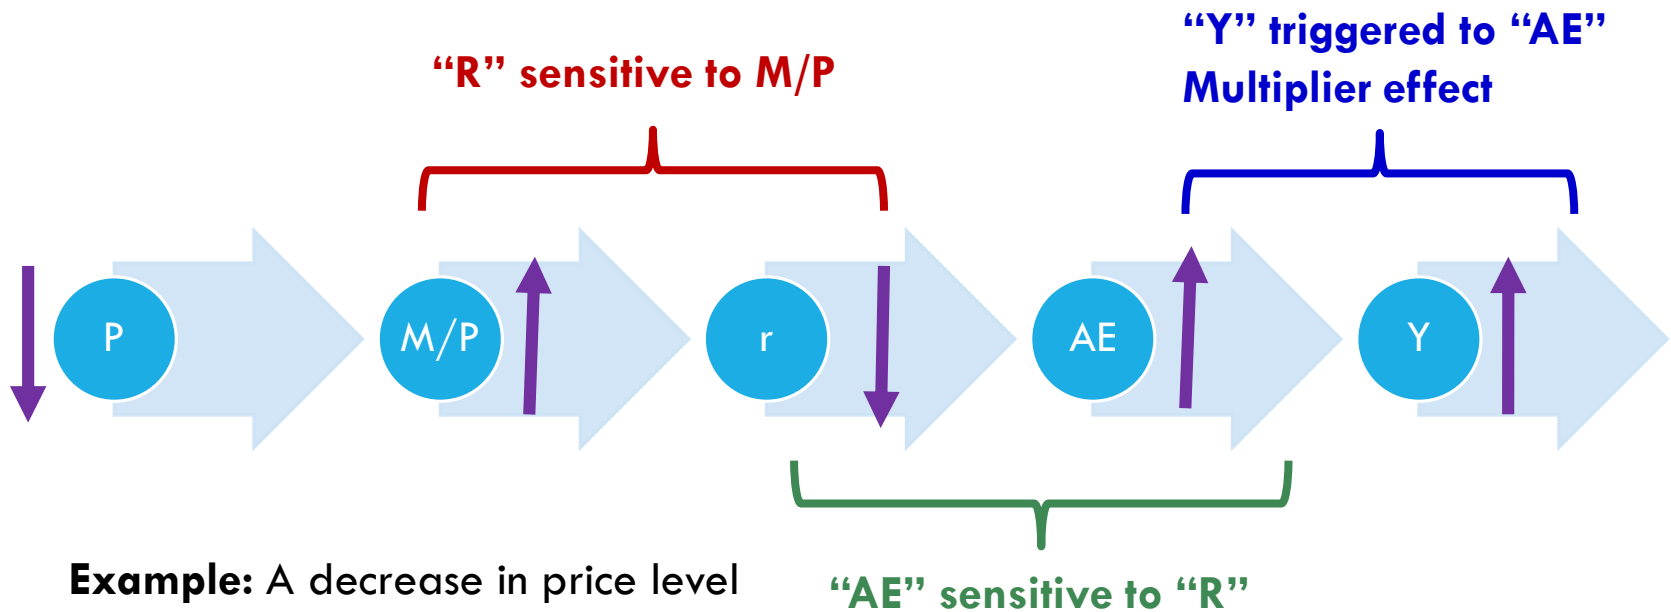 “Y” triggered to “AE”
Multiplier effect
“R” sensitive to M/P
P
M/P
r
AE
Y
Example: A decrease in price level
“AE” sensitive to “R”